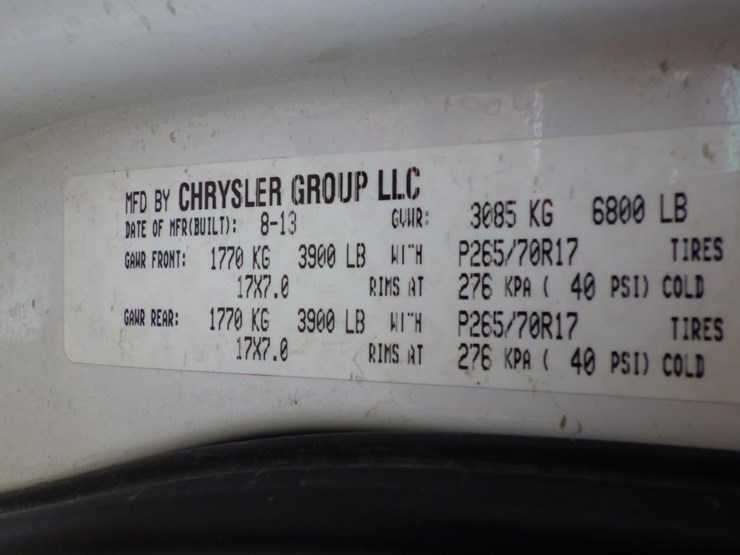 MFD BY CHRYSLER GROUP LLC
DATE OF MFR(BUILT): 8-13 GVWR: 3085 KG 6800 LB
GAWR FRONT: 1770 KG 3900 LB WITH P265/70R17 TIRES
17X7.0 RIMS AT 276 KPA ( 40 PSI) COLD
GAWR REAR: 1770 KG 3900 LB WITH P265/70R17 TIRES
17X7.0 RIMS AT 276 KPA ( 40 PSI) COLD